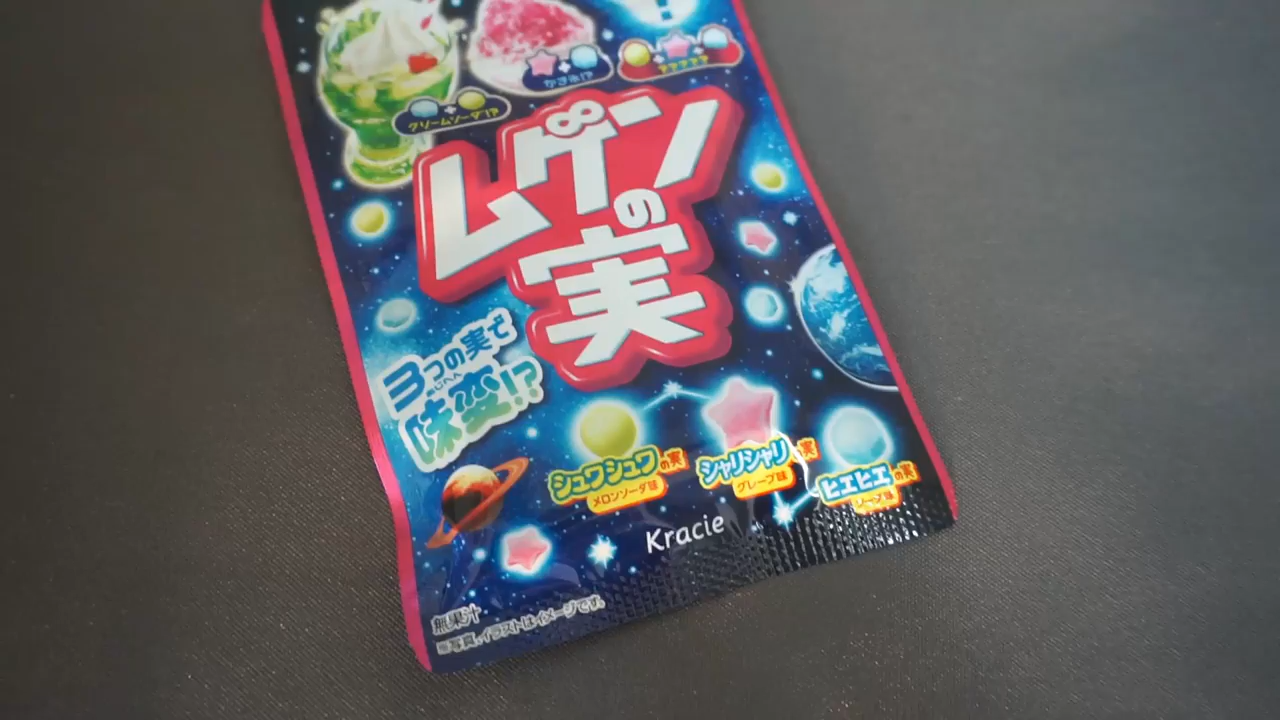 クリームソーダ!?
かき氷!?
?????
ムゲンの実
3つの実で
味変!?
シュワシュワの実
メロンソーダ味
シャリシャリの実
グレープ味
ヒエヒエの実
ソーダ味
Kracie
無果汁
※写真、イラストはイメージです。